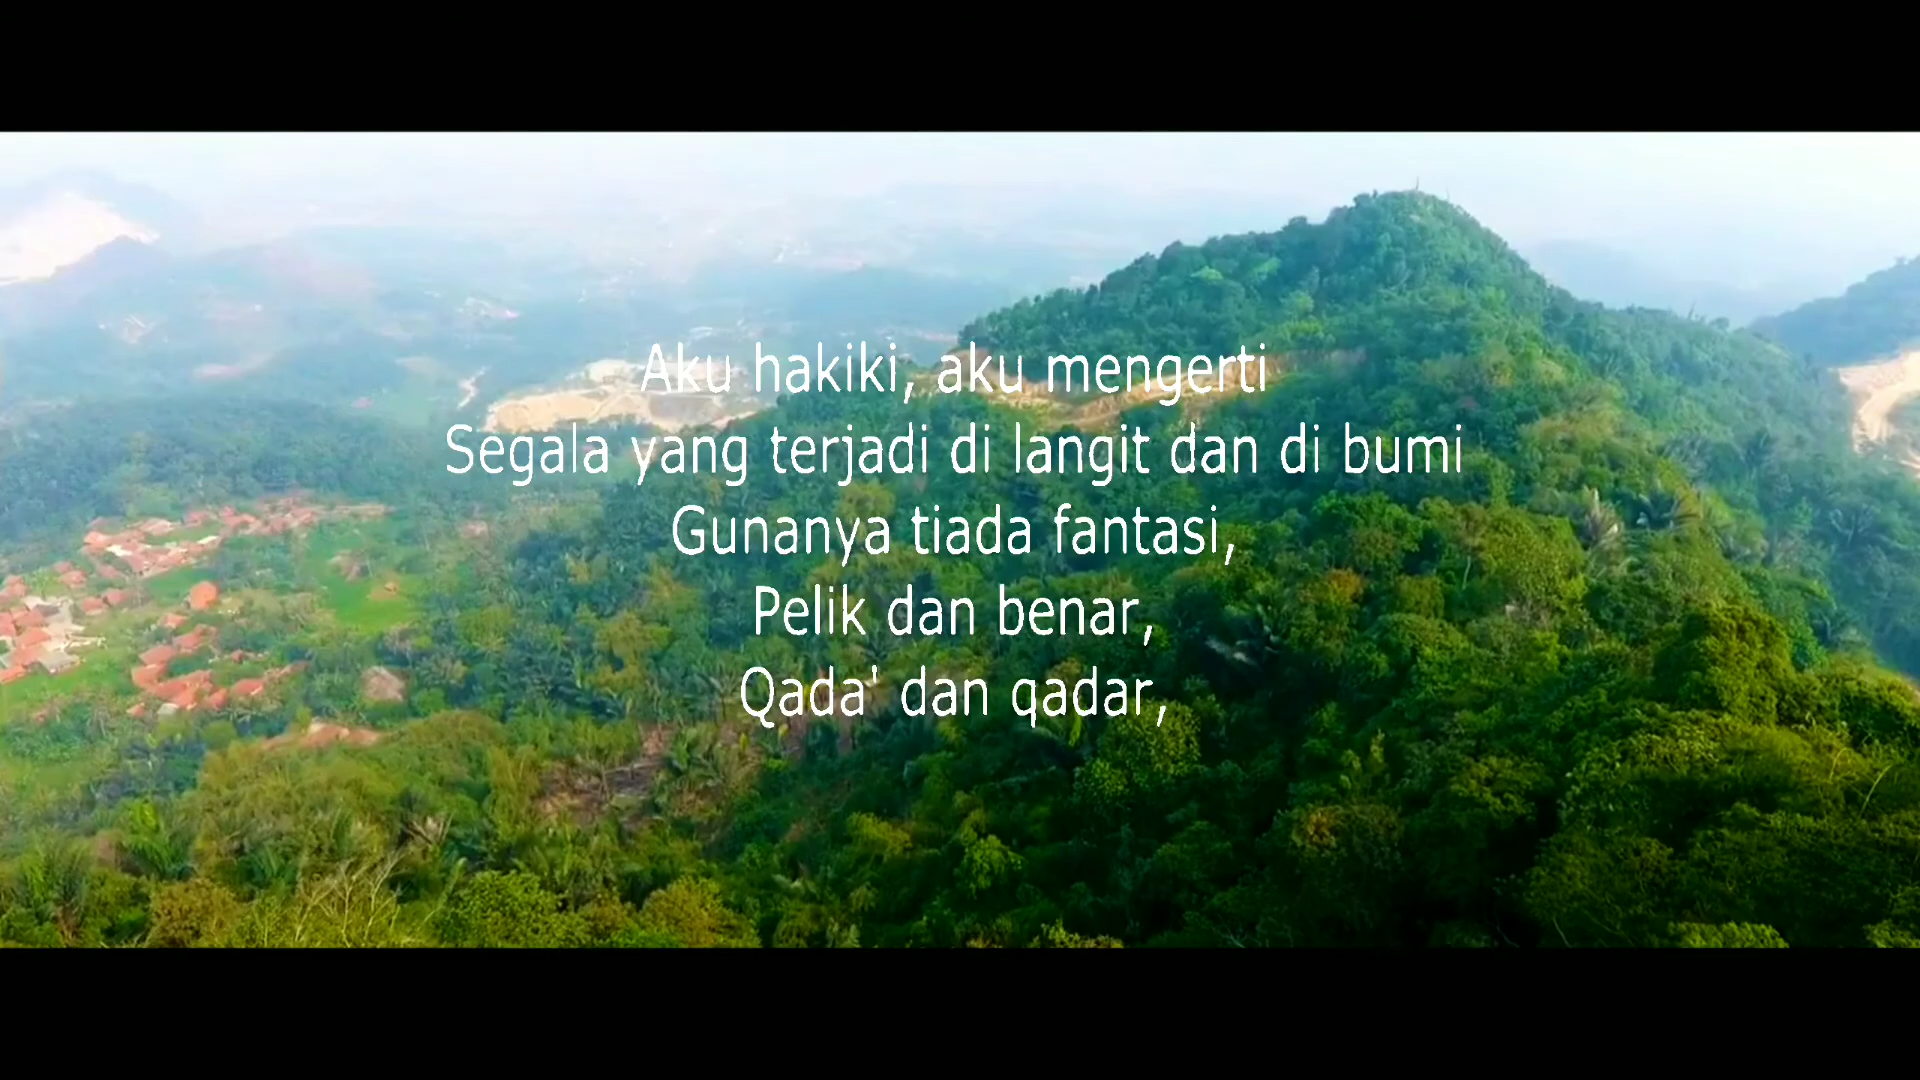 Aku hakiki, aku mengerti
Segala yang terjadi di langit dan di bumi
Gunanya tiada fantasi,
Pelik dan benar,
Qada' dan qadar,